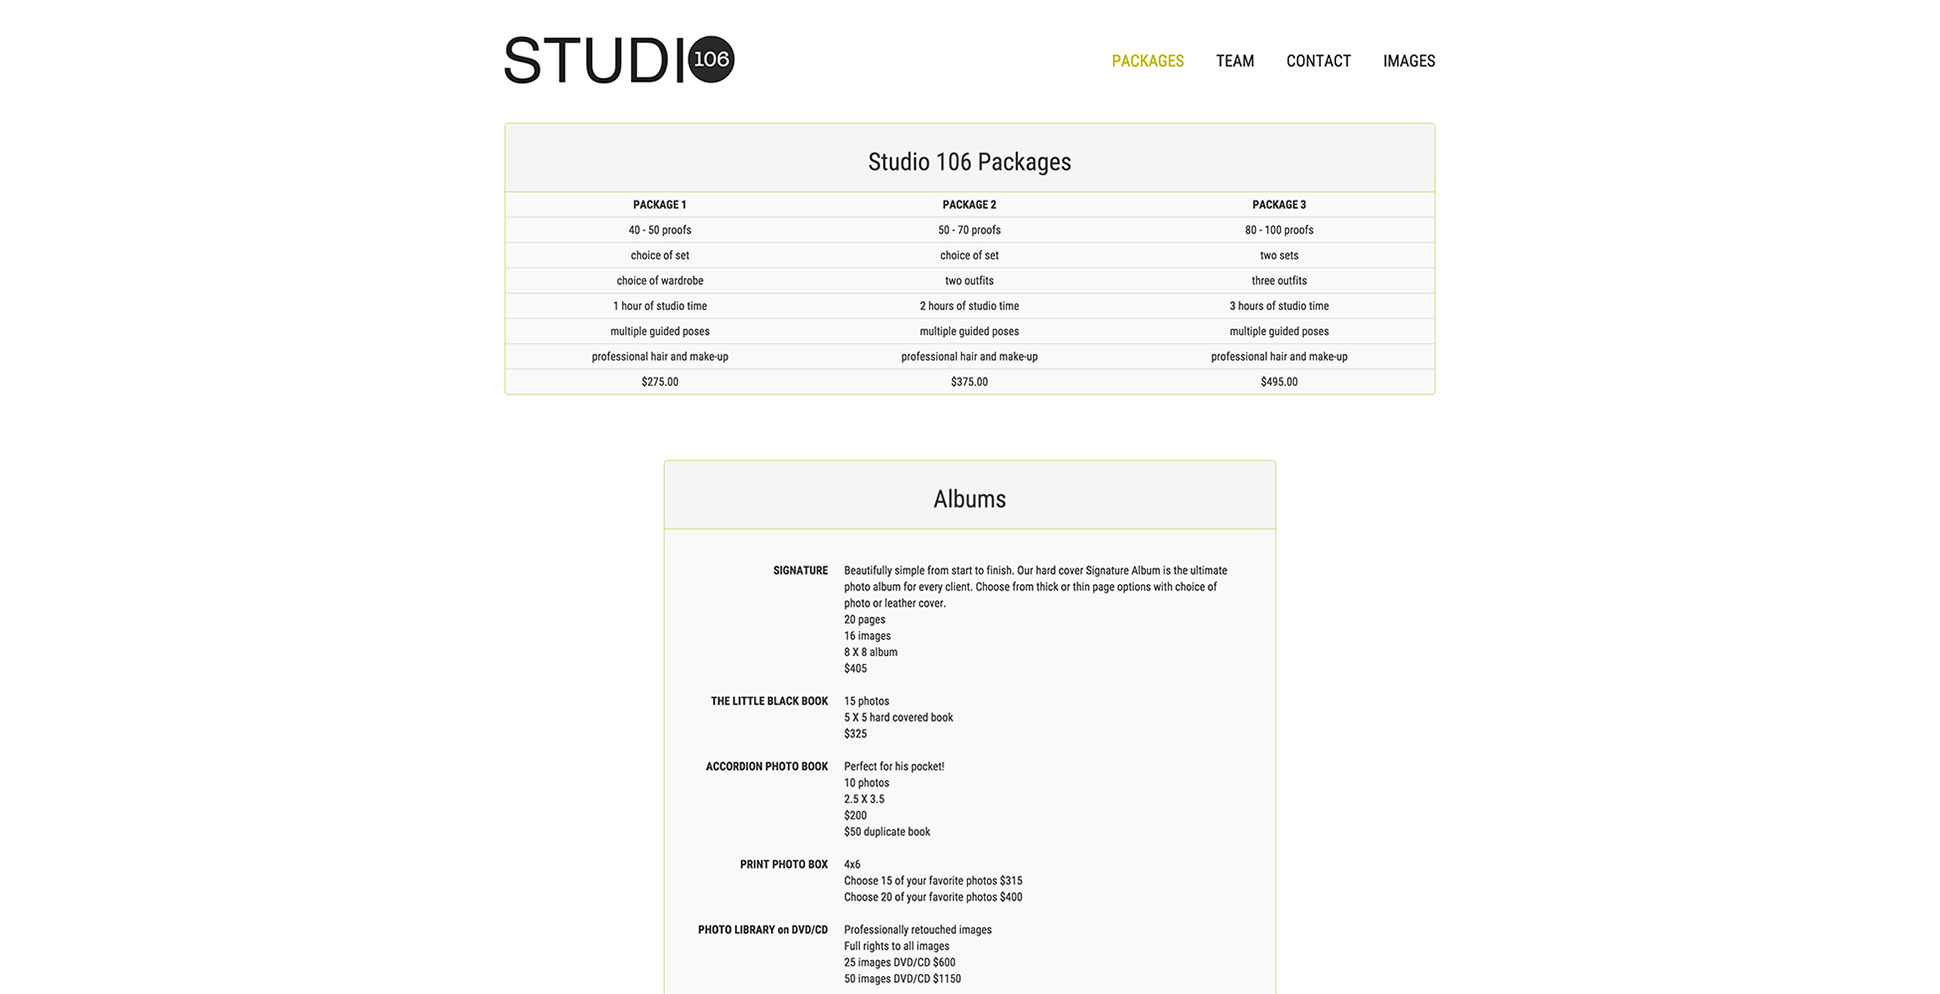 STUDIO 106
PACKAGES TEAM CONTACT IMAGES
Studio 106 Packages
PACKAGE 1 PACKAGE 2 PACKAGE 3
40 - 50 proofs 50 - 70 proofs 80 - 100 proofs
choice of set choice of set two sets
choice of wardrobe two outfits three outfits
1 hour of studio time 2 hours of studio time 3 hours of studio time
multiple guided poses multiple guided poses multiple guided poses
professional hair and make-up professional hair and make-up professional hair and make-up
$275.00 $375.00 $495.00
Albums
SIGNATURE Beautifully simple from start to finish. Our hard cover Signature Album is the ultimate
photo album for every client. Choose from thick or thin page options with choice of
photo or leather cover.
20 pages
16 images
8 X 8 album
$405
THE LITTLE BLACK BOOK 15 photos
5 X 5 hard covered book
$325
ACCORDION PHOTO BOOK Perfect for his pocket!
10 photos
2.5 X 3.5
$200
$50 duplicate book
PRINT PHOTO BOX 4x6
Choose 15 of your favorite photos $315
Choose 20 of your favorite photos $400
PHOTO LIBRARY on DVD/CD Professionally retouched images
Full rights to all images
25 images DVD/CD $600
50 images DVD/CD $1150